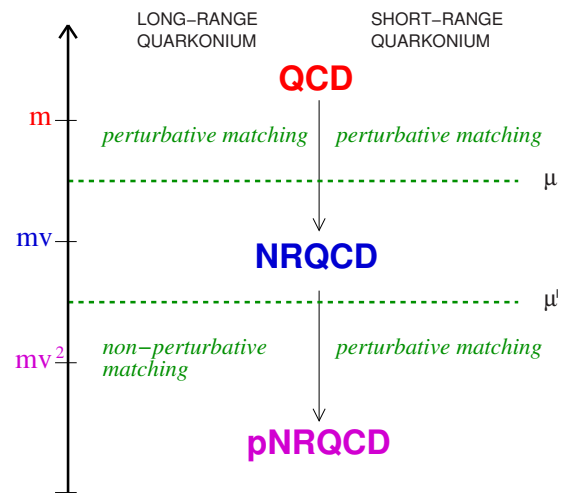 LONG−RANGE QUARKONIUM
SHORT−RANGE QUARKONIUM
QCD
m
perturbative matching
perturbative matching
μ
mv
NRQCD
μ'
mv²
non−perturbative matching
perturbative matching
pNRQCD